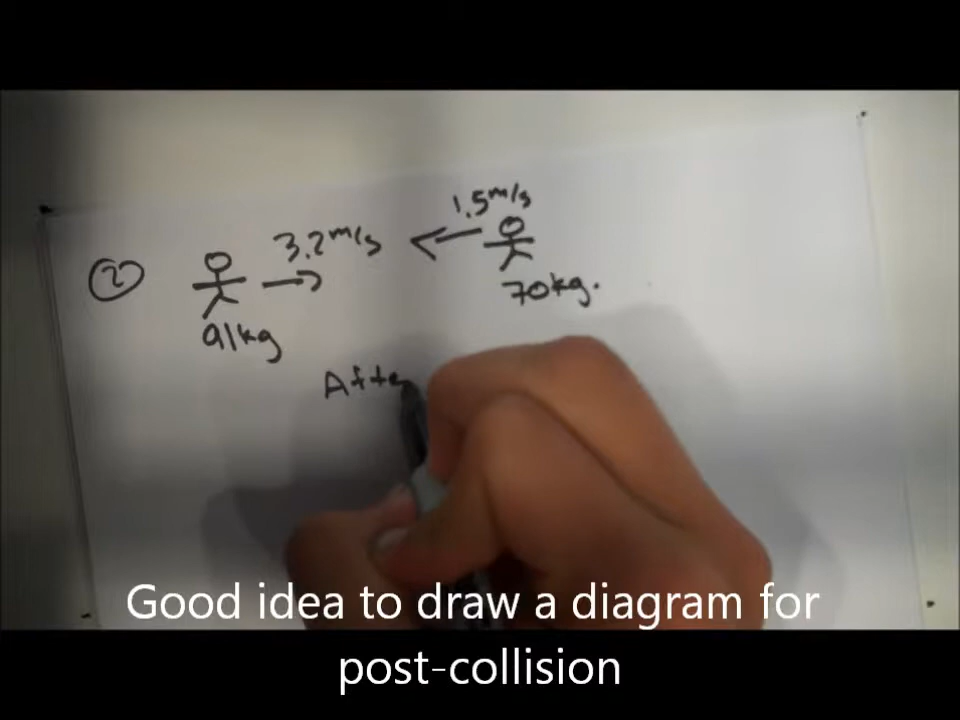 1.5m/s
3.2m/s
②
70kg.
91kg
Afte
Good idea to draw a diagram for
post-collision